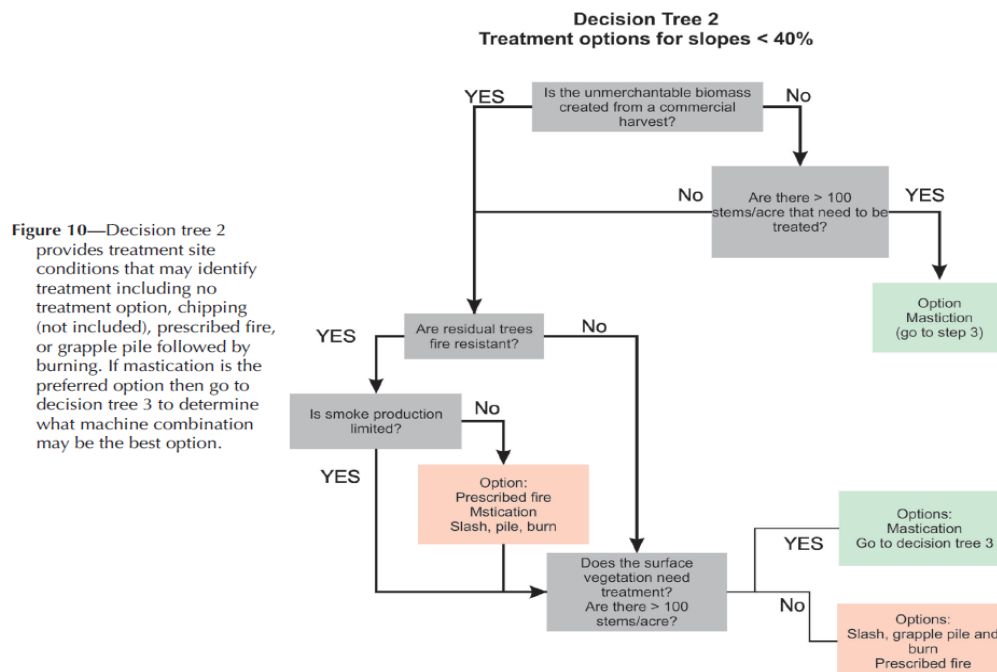 Decision Tree 2
Treatment options for slopes < 40%
YES
Is the unmerchantable biomass
created from a commercial
harvest?
No
No
Are there > 100
stems/acre that need to be
treated?
YES
Figure 10—Decision tree 2
provides treatment site
conditions that may identify
treatment including no
treatment option, chipping
(not included), prescribed fire,
or grapple pile followed by
burning. If mastication is the
preferred option then go to
decision tree 3 to determine
what machine combination
may be the best option.
Option
Mastiction
(go to step 3)
YES
Are residual trees
fire resistant?
No
Is smoke production
limited?
No
YES
Option:
Prescribed fire
Mstication
Slash, pile, burn
Does the surface
vegetation need
treatment?
Are there > 100
stems/acre?
YES
Options:
Mastication
Go to decision tree 3
No
Options:
Slash, grapple pile and
burn
Prescribed fire